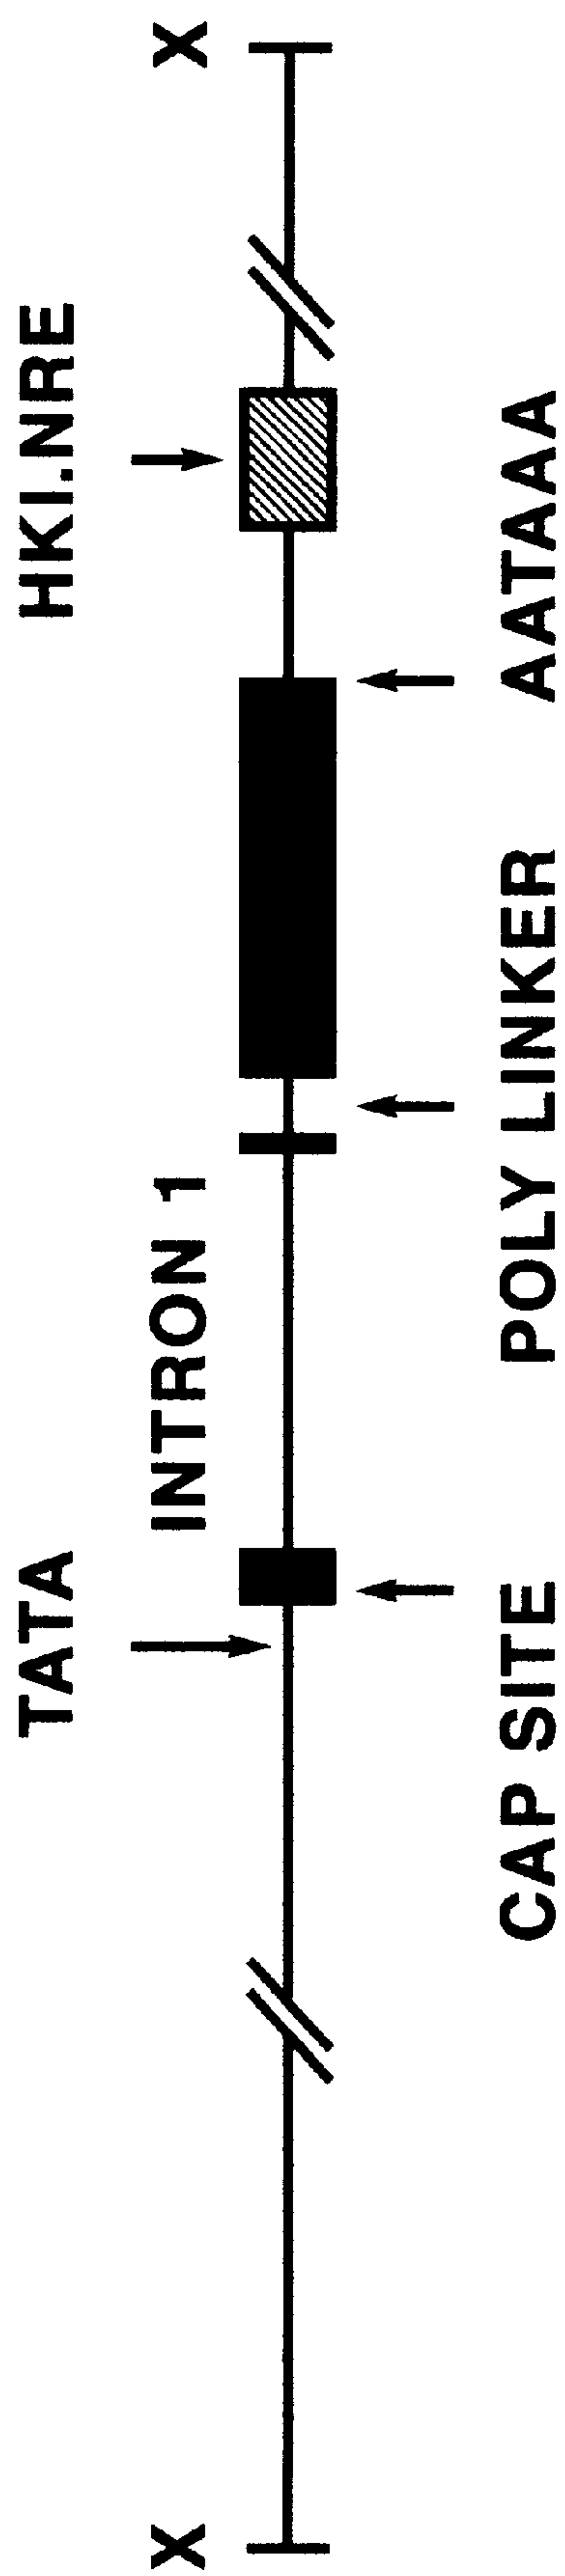 TATA
HKI.NRE
X
INTRON 1
X
CAP SITE
POLY LINKER
AATAAA